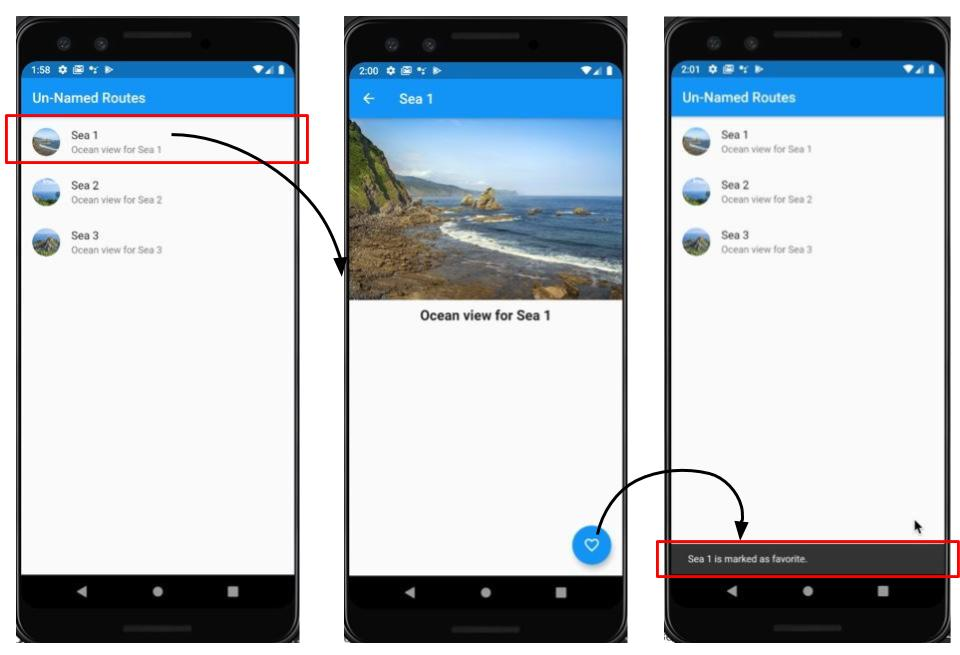 1:58
Un-Named Routes
Sea 1
Ocean view for Sea 1
Sea 2
Ocean view for Sea 2
Sea 3
Ocean view for Sea 3
2:00
Sea 1
Ocean view for Sea 1
2:01
Un-Named Routes
Sea 1
Ocean view for Sea 1
Sea 2
Ocean view for Sea 2
Sea 3
Ocean view for Sea 3
Sea 1 is marked as favorite.